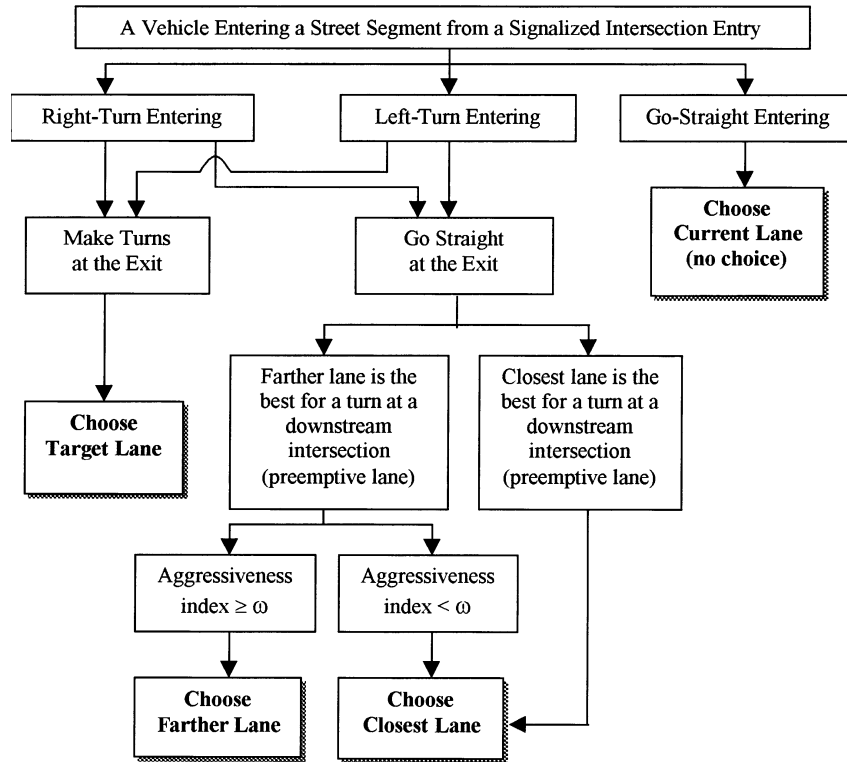 A Vehicle Entering a Street Segment from a Signalized Intersection Entry
Right-Turn Entering
Left-Turn Entering
Go-Straight Entering
Make Turns
at the Exit
Go Straight
at the Exit
Choose
Current Lane
(no choice)
Choose
Target Lane
Farther lane is the
best for a turn at a
downstream
intersection
(preemptive lane)
Closest lane is the
best for a turn at a
downstream
intersection
(preemptive lane)
Aggressiveness
index ≥ ω
Aggressiveness
index < ω
Choose
Farther Lane
Choose
Closest Lane